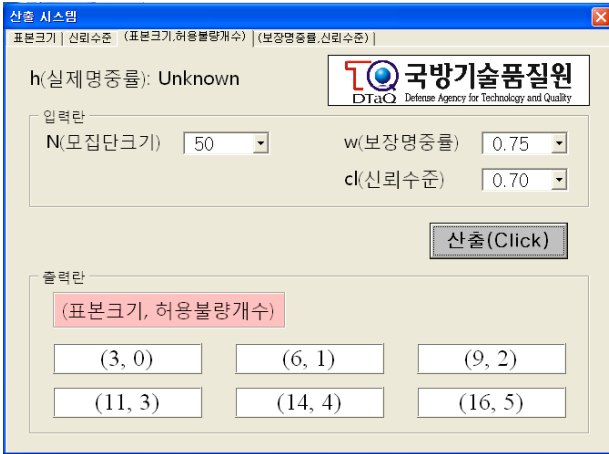 산출 시스템
표본크기 | 신뢰수준 (표본크기,허용불량개수) | (보장명중률,신뢰수준) |
h(실제명중률): Unknown
TQ 국방기술품질원
DTaQ Defense Agency for Technology and Quality
입력란
N(모집단크기) 50 w(보장명중률) 0.75
cl(신뢰수준) 0.70
산출(Click)
출력란
(표본크기, 허용불량개수)
(3, 0) (6, 1) (9, 2)
(11, 3) (14, 4) (16, 5)